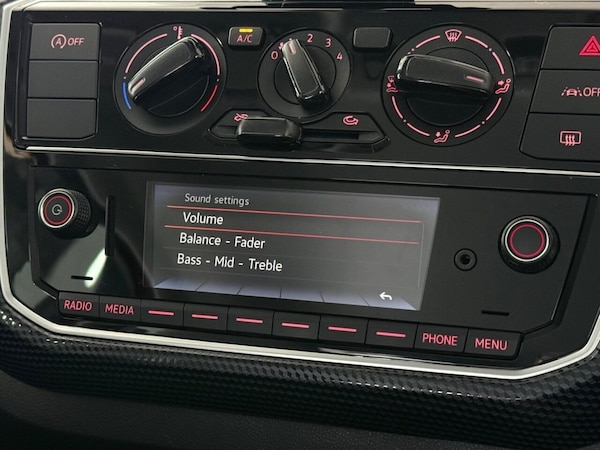 A OFF
A/C
0 1 2 3 4
OFF
Sound settings
Volume
Balance - Fader
Bass - Mid - Treble
RADIO MEDIA PHONE MENU